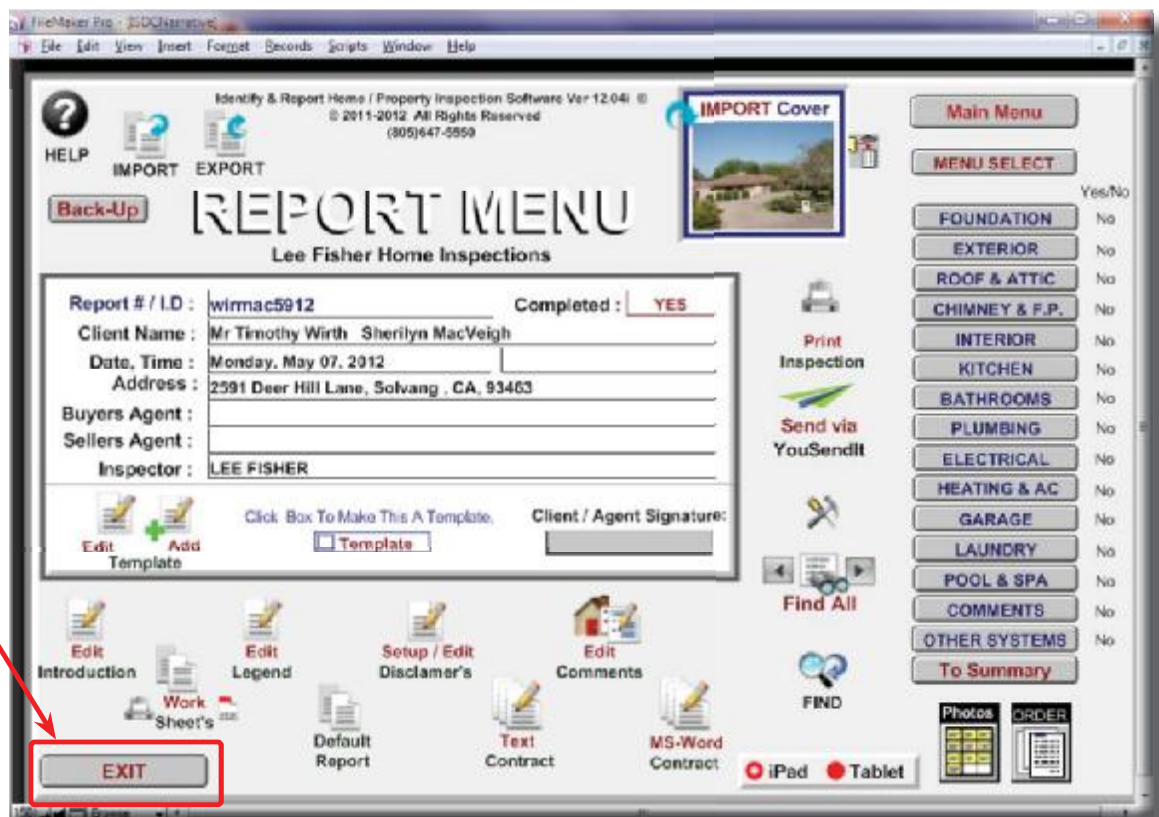 FileMaker Pro - [ISDCNarrative]
File Edit View Insert Format Records Scripts Window Help
Identify & Report Home / Property Inspection Software Ver 12.04i ©
© 2011-2012 All Rights Reserved
(805)647-5550
HELP
IMPORT
EXPORT
IMPORT Cover
Main Menu
MENU SELECT
Yes/No
Back-Up
REPORT MENU
Lee Fisher Home Inspections
FOUNDATION No
EXTERIOR No
ROOF & ATTIC No
CHIMNEY & F.P. No
INTERIOR No
KITCHEN No
BATHROOMS No
PLUMBING No
ELECTRICAL No
HEATING & AC No
GARAGE No
LAUNDRY No
POOL & SPA No
COMMENTS No
OTHER SYSTEMS No
To Summary
Report # / I.D : wirmac5912 Completed : YES
Client Name : Mr Timothy Wirth Sherilyn MacVeigh
Date, Time : Monday, May 07, 2012
Address : 2591 Deer Hill Lane, Solvang , CA, 93463
Buyers Agent :
Sellers Agent :
Inspector : LEE FISHER
Edit Add
Template
Click Box To Make This A Template.
Template
Client / Agent Signature:
Print
Inspection
Send via
YouSendIt
Find All
FIND
Edit
Introduction
Edit
Legend
Setup / Edit
Disclamer's
Edit
Comments
Work
Sheet's
Default
Report
Text
Contract
MS-Word
Contract
iPad Tablet
Photos
ORDER
EXIT